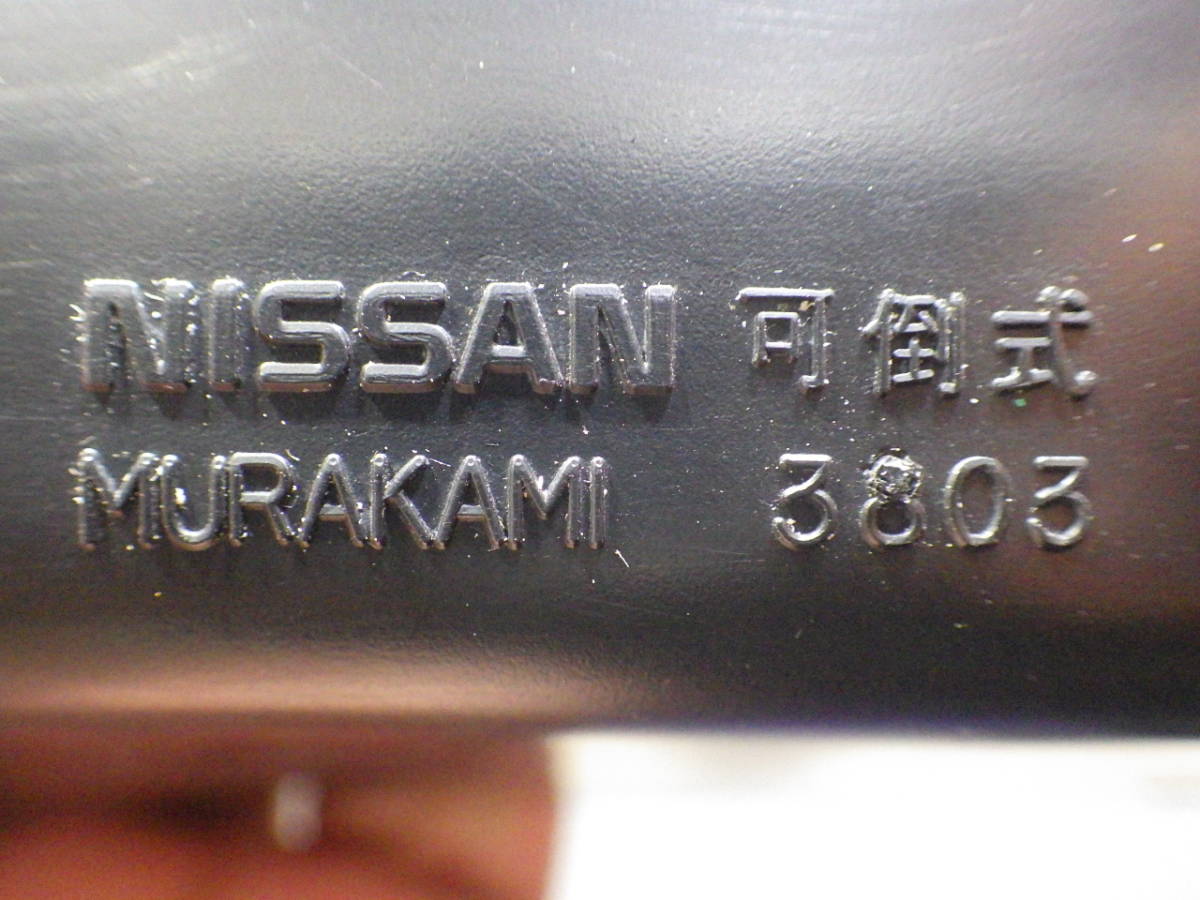 NISSAN 可倒式
MURAKAMI 3803